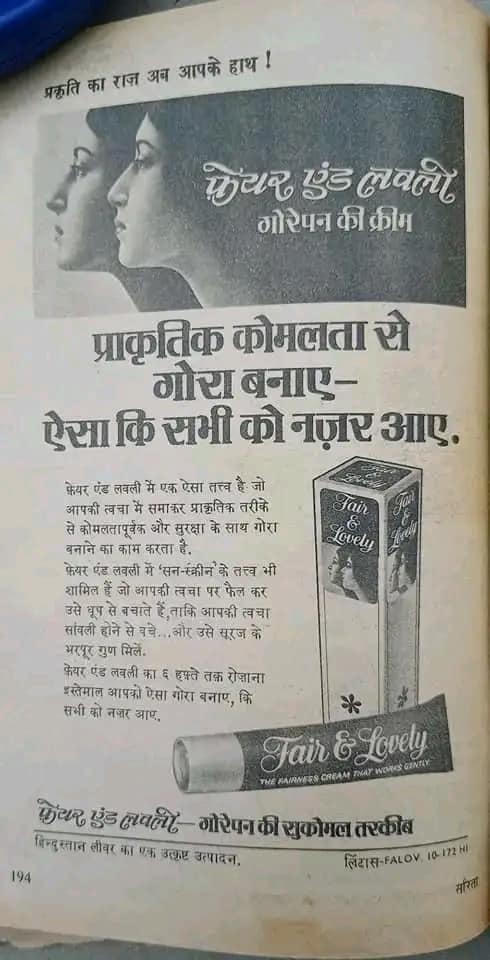 प्रकृति का राज़ अब आपके हाथ !
फ़ेयर एंड लवली
गोरेपन की क्रीम
प्राकृतिक कोमलता से
गोरा बनाए–
ऐसा कि सभी को नज़र आए.
फ़ेयर एंड लवली में एक ऐसा तत्त्व है जो
आपकी त्वचा में समाकर प्राकृतिक तरीके
से कोमलतापूर्वक और सुरक्षा के साथ गोरा
बनाने का काम करता है.
फ़ेयर एंड लवली में 'सन-स्क्रीन' के तत्त्व भी
शामिल हैं जो आपकी त्वचा पर फैल कर
उसे धूप से बचाते हैं, ताकि आपकी त्वचा
सांवली होने से बचे...और उसे सूरज के
भरपूर गुण मिलें.
फ़ेयर एंड लवली का ६ हफ़्ते तक रोज़ाना
इस्तेमाल आपको ऐसा गोरा बनाए, कि
सभी को नज़र आए.
Fair
&
Lovely
Fair
&
Lovely
Fair
&
Lovely
*
*
Fair & Lovely
THE FAIRNESS CREAM THAT WORKS GENTLY
फ़ेयर एंड लवली–गोरेपन की सुकोमल तरकीब
हिन्दुस्तान लीवर का एक उत्कृष्ट उत्पादन.
लिंटास-FALOV. 10-172 HI
194
सरिता